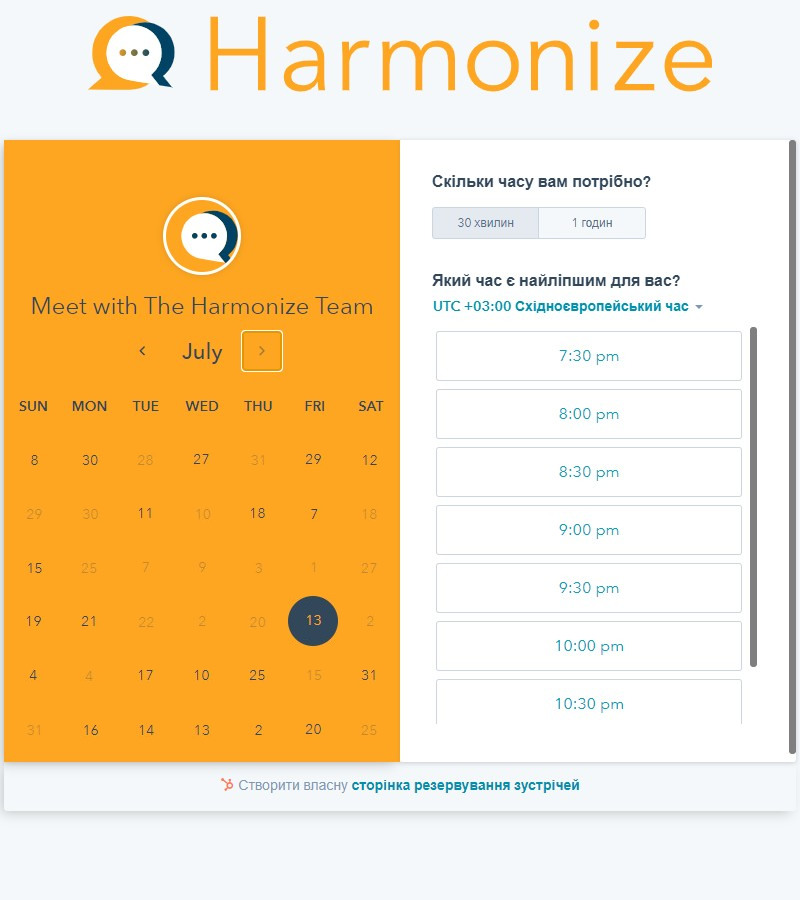 Harmonize
Meet with The Harmonize Team
July
SUN MON TUE WED THU FRI SAT
8 30 28 27 31 29 12
29 30 11 10 18 7 18
15 25 7 9 3 1 27
19 21 22 2 20 13 2
4 4 17 10 25 15 31
31 16 14 13 2 20 25
Скільки часу вам потрібно?
30 хвилин 1 годин
Який час є найліпшим для вас?
UTC +03:00 Східноєвропейський час
7:30 pm
8:00 pm
8:30 pm
9:00 pm
9:30 pm
10:00 pm
10:30 pm
Створити власну сторінка резервування зустрічей